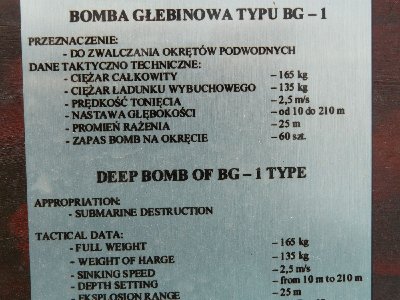 BOMBA GŁEBINOWA TYPU BG – 1
PRZEZNACZENIE:
- DO ZWALCZANIA OKRĘTÓW PODWODNYCH
DANE TAKTYCZNO TECHNICZNE:
- CIĘŻAR CAŁKOWITY – 165 kg
- CIĘŻAR ŁADUNKU WYBUCHOWEGO – 135 kg
- PRĘDKOŚĆ TONIĘCIA – 2,5 m/s
- NASTAWA GŁĘBOKOŚCI – od 10 do 210 m
- PROMIEŃ RAŻENIA – 25 m
- ZAPAS BOMB NA OKRĘCIE – 60 szt.
DEEP BOMB OF BG – 1 TYPE
APPROPRIATION:
- SUBMARINE DESTRUCTION
TACTICAL DATA:
- FULL WEIGHT – 165 kg
- WEIGHT OF HARGE – 135 kg
- SINKING SPEED – 2,5 m/s
- DEPTH SETTING – from 10 m to 210 m
- EKSPLOSION RANGE – 25 m